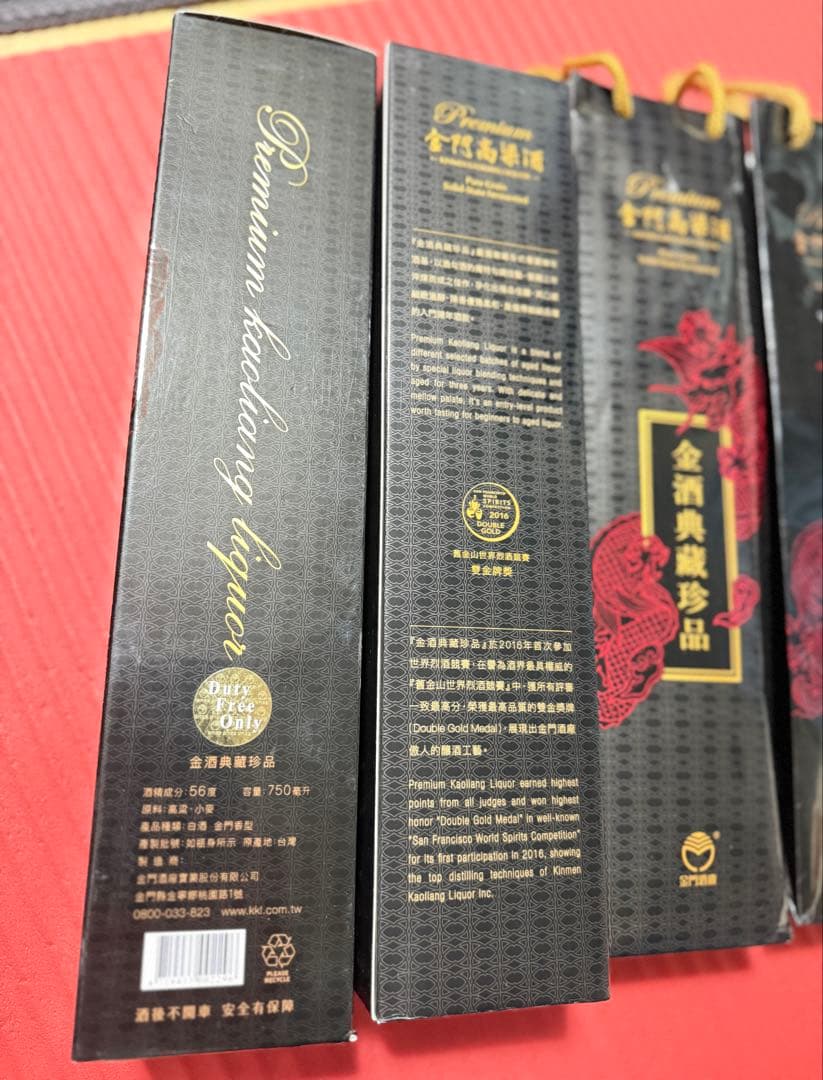 Premium kaoliang liquor
Duty
Free
Only
金酒典藏珍品
酒精成分:56度 容量:750毫升
原料:高粱、小麥
產品種類:白酒 金門香型
產製批號:如瓶身所示 原產地:台灣
製造商:
金門酒廠實業股份有限公司
金門縣金寧鄉桃園路1號
0800-033-823 www.kkl.com.tw
PLEASE
RECYCLE
酒後不開車 安全有保障
Premium
金門高粱酒
Pure Grain
Solid-State fermented
Premium Kaoliang Liquor is a blend of
different selected batches of aged liquor
by special liquor blending techniques and
aged for three years. With delicate and
mellow palate, it's an entry-level product
worth tasting for beginners to aged liquor
SAN FRANCISCO
WORLD
SPIRITS
COMPETITION
2016
DOUBLE
GOLD
舊金山世界烈酒競賽
雙金牌獎
『金酒典藏珍品』於2016年首次參加
世界烈酒競賽,在譽為酒界最具權威的
『舊金山世界烈酒競賽』中,獲所有評審
一致最高分,榮獲最高品質的雙金獎牌
(Double Gold Medal),展現出金門酒廠
傲人的釀酒工藝。
Premium Kaoliang Liquor earned highest
points from all judges and won highest
honor "Double Gold Medal" in well-known
"San Francisco World Spirits Competition"
for its first participation in 2016, showing
the top distilling techniques of Kinmen
Kaoliang Liquor Inc.
Premium
金門高粱酒
金酒典藏珍品
金門酒廠